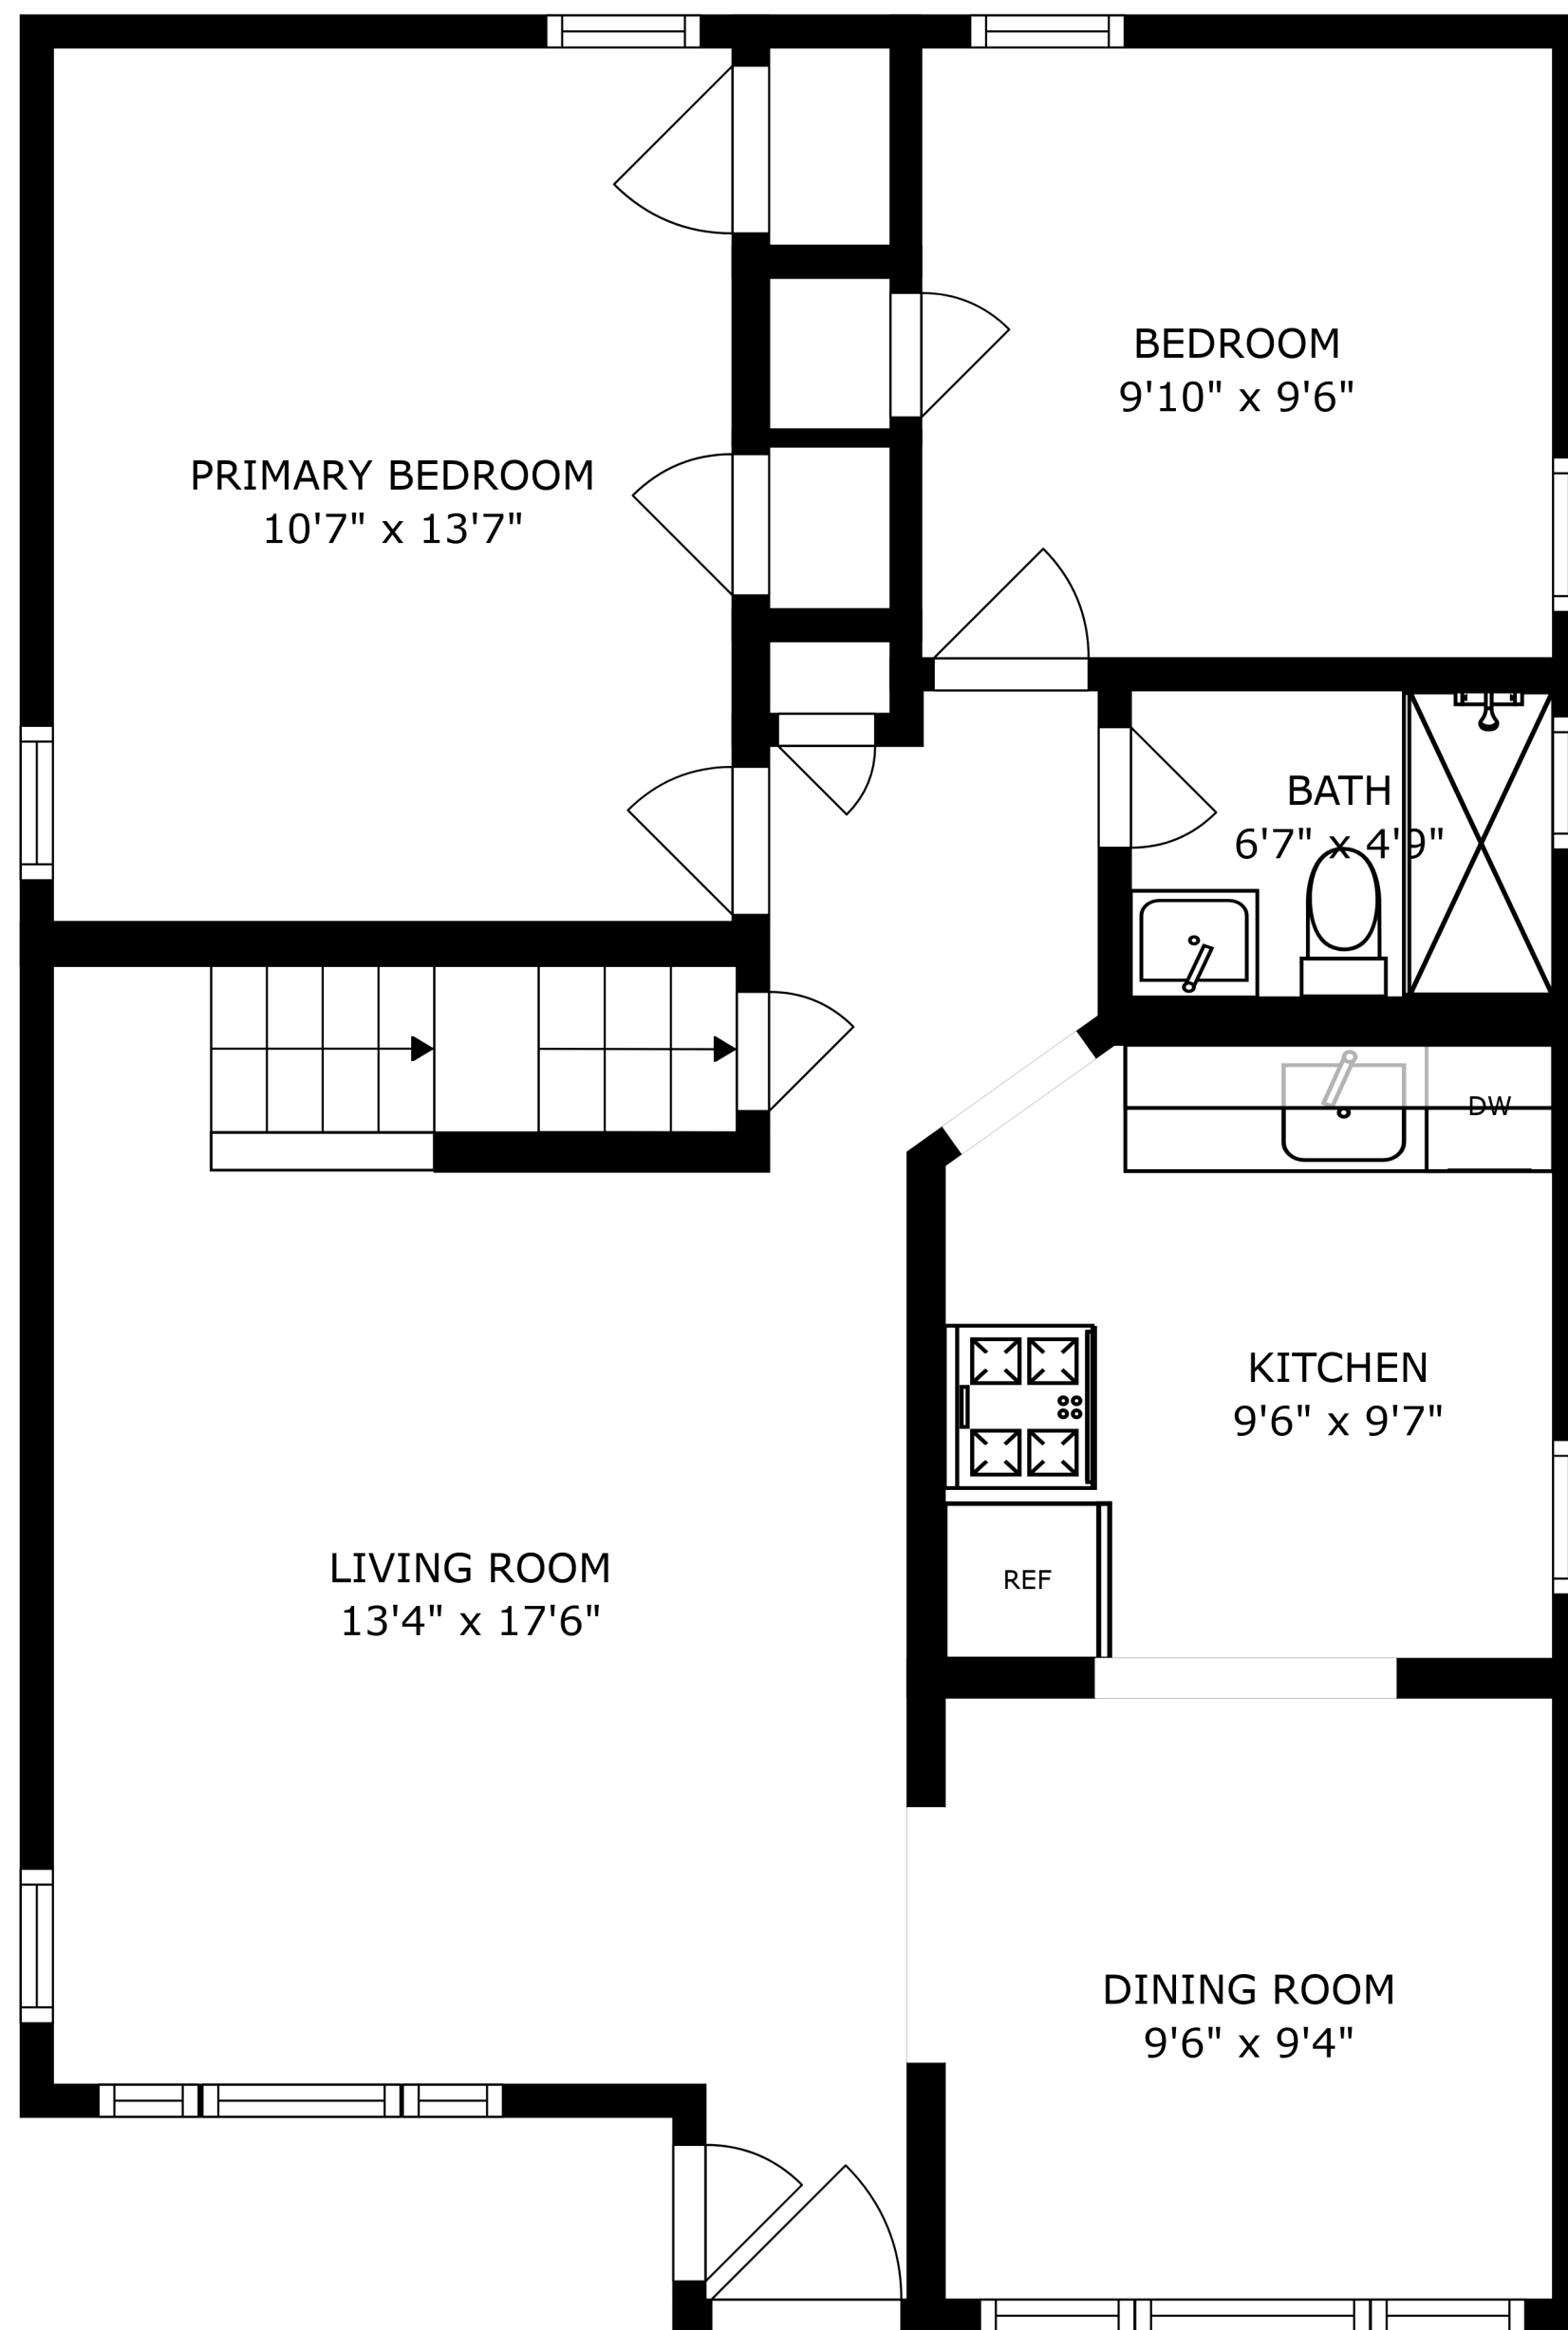 BEDROOM
9'10" x 9'6"
PRIMARY BEDROOM
10'7" x 13'7"
BATH
6'7" x 4'9"
DW
KITCHEN
9'6" x 9'7"
REF
LIVING ROOM
13'4" x 17'6"
DINING ROOM
9'6" x 9'4"